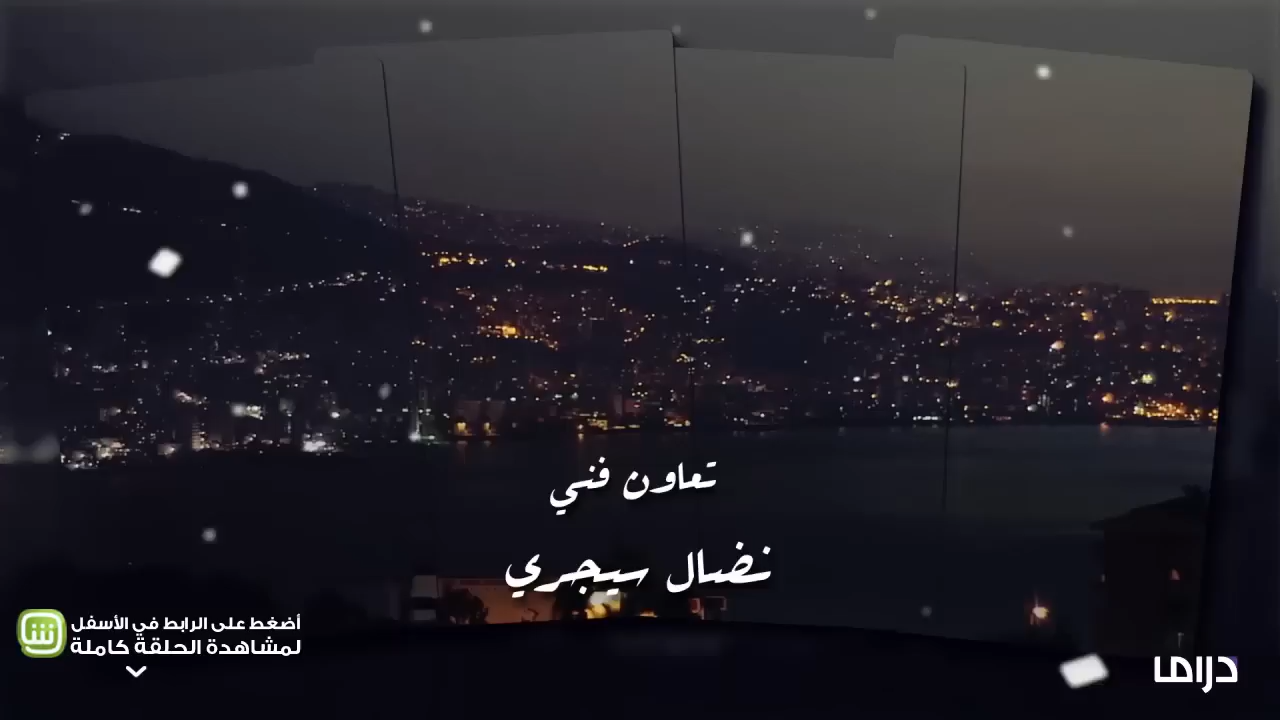 تعاون فني
نضال سيجري
أضغط على الرابط في الأسفل
لمشاهدة الحلقة كاملة
دراما